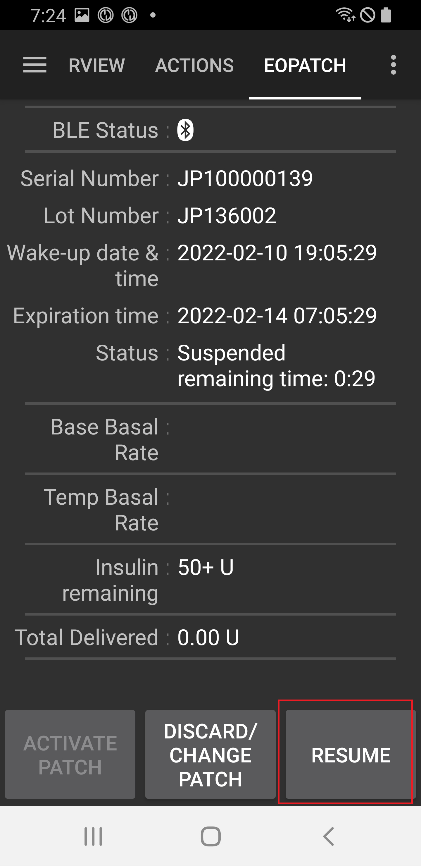 7:24
RVIEW ACTIONS EOPATCH
BLE Status :
Serial Number : JP100000139
Lot Number : JP136002
Wake-up date & : 2022-02-10 19:05:29
time
Expiration time : 2022-02-14 07:05:29
Status : Suspended
remaining time: 0:29
Base Basal :
Rate
Temp Basal :
Rate
Insulin : 50+ U
remaining
Total Delivered : 0.00 U
ACTIVATE
PATCH
DISCARD/
CHANGE
PATCH
RESUME